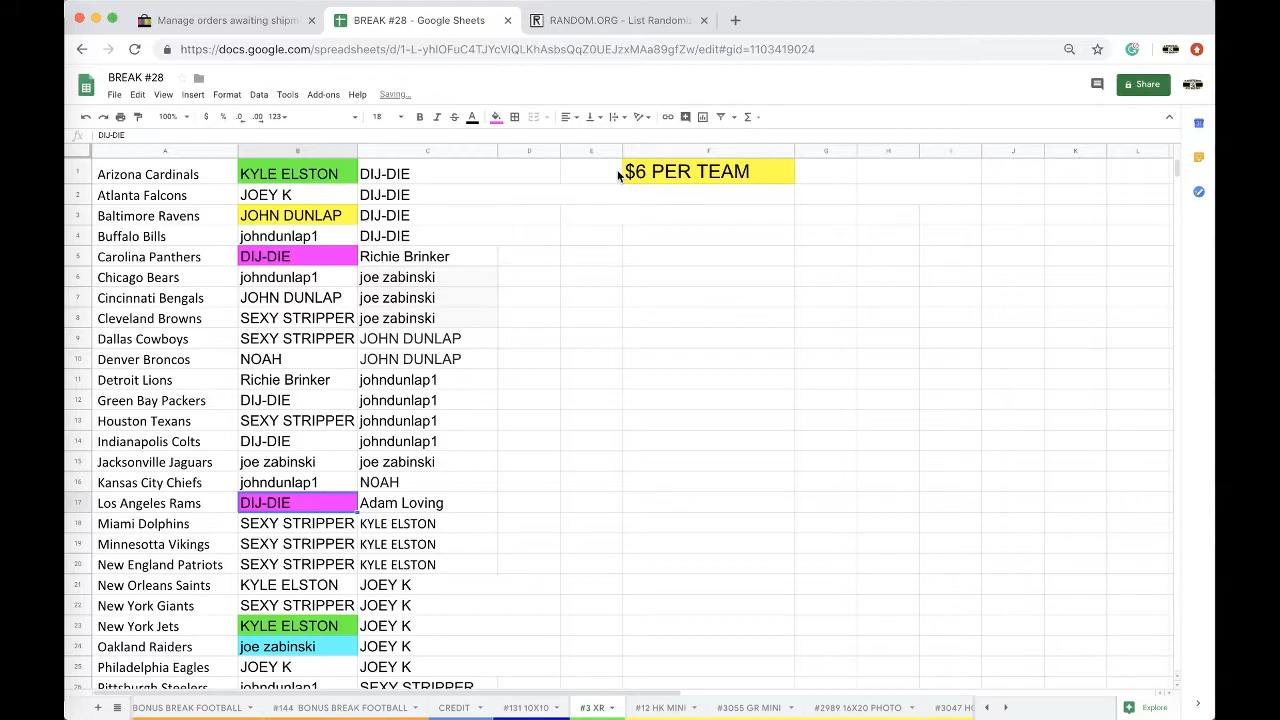 Manage orders awaiting shipm
BREAK #28 - Google Sheets
RANDOM.ORG - List Randomiz
https://docs.google.com/spreadsheets/d/1-L-yhlOFuC4TJYcVlQLKhAsbsQqZ0UEJzxMAa89gfZw/edit#gid=1103419024
BREAK #28
File Edit View Insert Format Data Tools Add-ons Help Saving...
Share
100% $ % .0 .00 123 18 B I S A
fx DIJ-DIE
A B C D E F G H I J K L
1 Arizona Cardinals KYLE ELSTON DIJ-DIE $6 PER TEAM
2 Atlanta Falcons JOEY K DIJ-DIE
3 Baltimore Ravens JOHN DUNLAP DIJ-DIE
4 Buffalo Bills johndunlap1 DIJ-DIE
5 Carolina Panthers DIJ-DIE Richie Brinker
6 Chicago Bears johndunlap1 joe zabinski
7 Cincinnati Bengals JOHN DUNLAP joe zabinski
8 Cleveland Browns SEXY STRIPPER joe zabinski
9 Dallas Cowboys SEXY STRIPPER JOHN DUNLAP
10 Denver Broncos NOAH JOHN DUNLAP
11 Detroit Lions Richie Brinker johndunlap1
12 Green Bay Packers DIJ-DIE johndunlap1
13 Houston Texans SEXY STRIPPER johndunlap1
14 Indianapolis Colts DIJ-DIE johndunlap1
15 Jacksonville Jaguars joe zabinski joe zabinski
16 Kansas City Chiefs johndunlap1 NOAH
17 Los Angeles Rams DIJ-DIE Adam Loving
18 Miami Dolphins SEXY STRIPPER KYLE ELSTON
19 Minnesotta Vikings SEXY STRIPPER KYLE ELSTON
20 New England Patriots SEXY STRIPPER KYLE ELSTON
21 New Orleans Saints KYLE ELSTON JOEY K
22 New York Giants SEXY STRIPPER JOEY K
23 New York Jets KYLE ELSTON JOEY K
24 Oakland Raiders joe zabinski JOEY K
25 Philadelphia Eagles JOEY K JOEY K
26 Pittsburgh Steelers johndunlap1 SEXY STRIPPER
BONUS BREAK FOOTBALL #144 BONUS BREAK FOOTBALL CREDIT #131 10X10 #3 XR #12 HK MINI #3055 GR MINI #2989 16X20 PHOTO #3047 HO
Explore